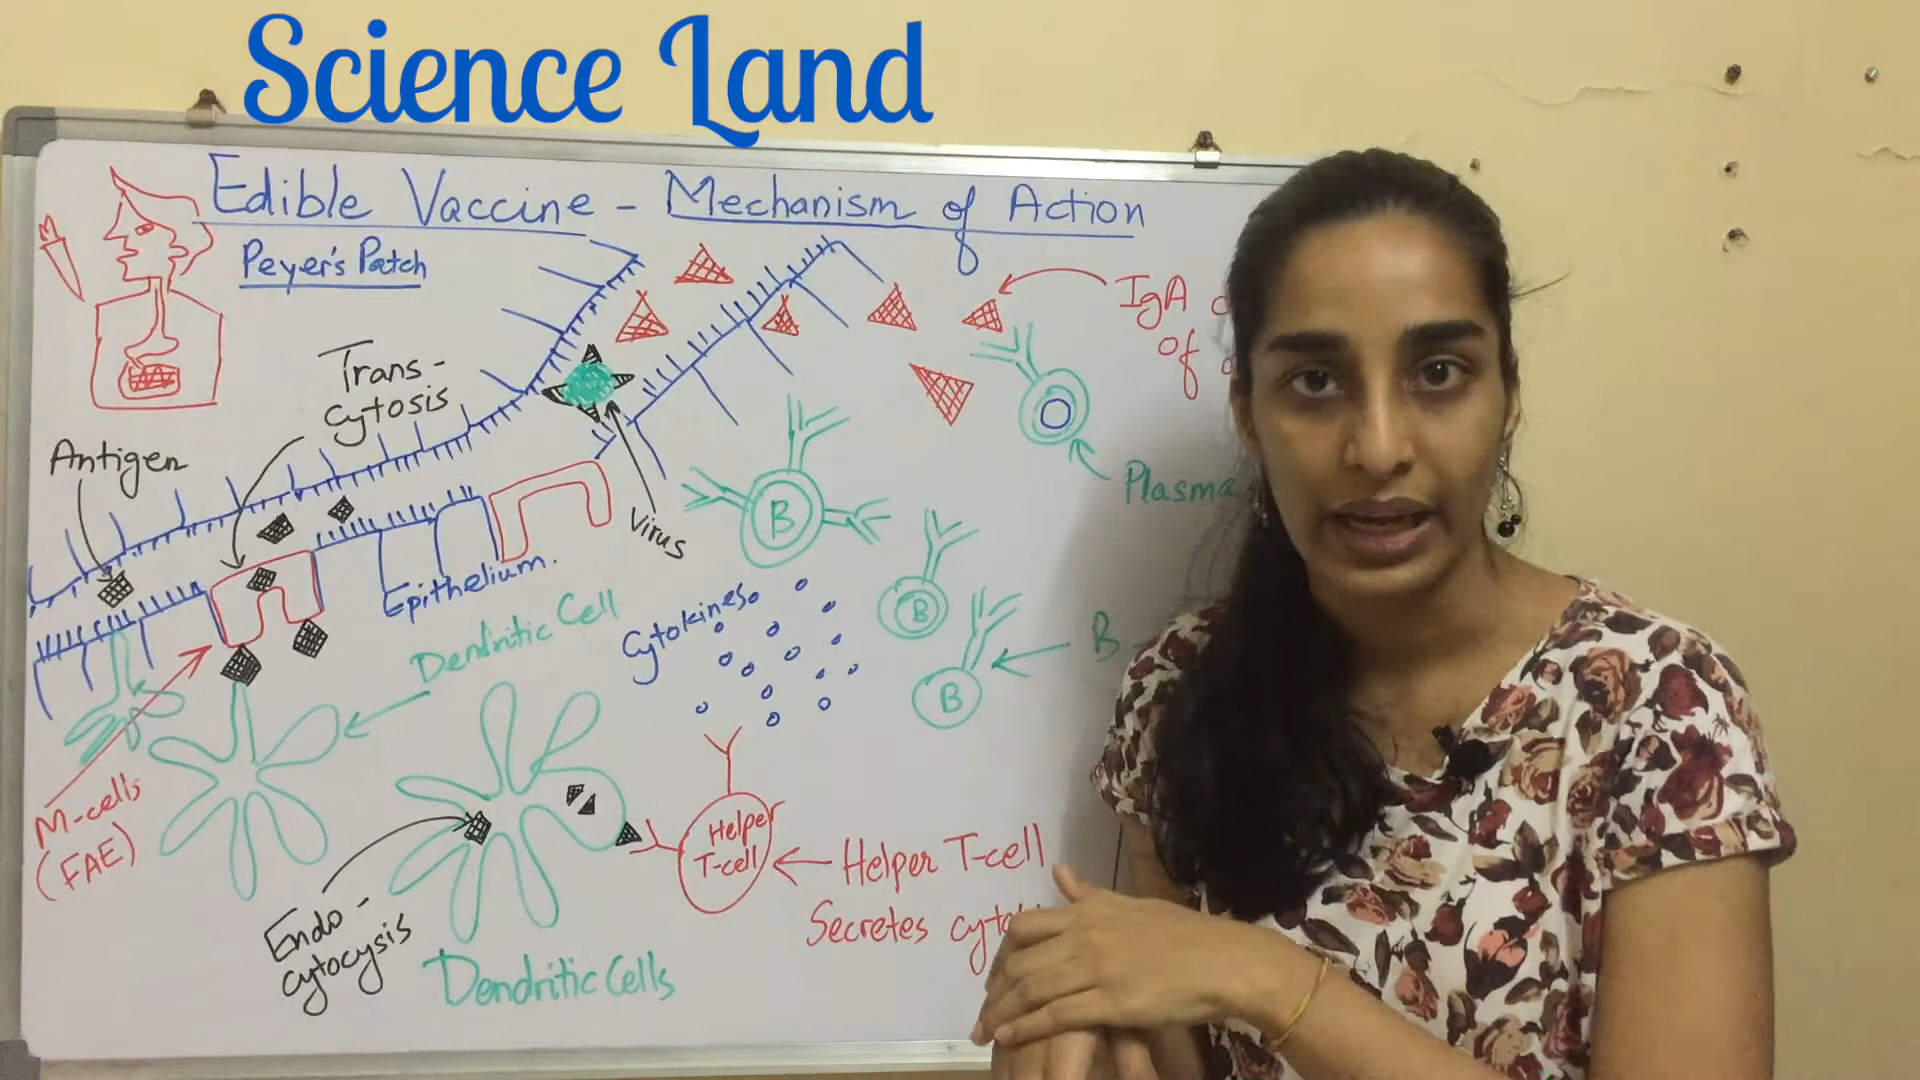 Science Land
Edible Vaccine - Mechanism of Action
Peyer's Patch
IgA
of
Trans-
cytosis
Antigen
Plasma
Virus
B
Epithelium.
Cytokines
B
B
B
Dendritic Cell
M-cells
(FAE)
Helper
T-cell
Helper T-cell
Secretes
Endo-
cytocysis
Dendritic Cells